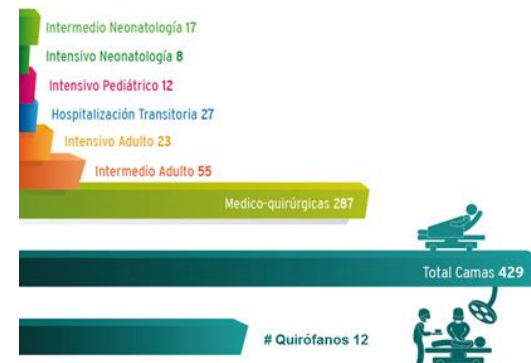 Intermedio Neonatología 17
Intensivo Neonatología 8
Intensivo Pediátrico 12
Hospitalización Transitoria 27
Intensivo Adulto 23
Intermedio Adulto 55
Medico-quirúrgicas 287
Total Camas 429
# Quirófanos 12